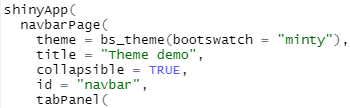 shinyApp(
  navbarPage(
    theme = bs_theme(bootswatch = "minty"),
    title = "Theme demo",
    collapsible = TRUE,
    id = "navbar",
    tabPanel(